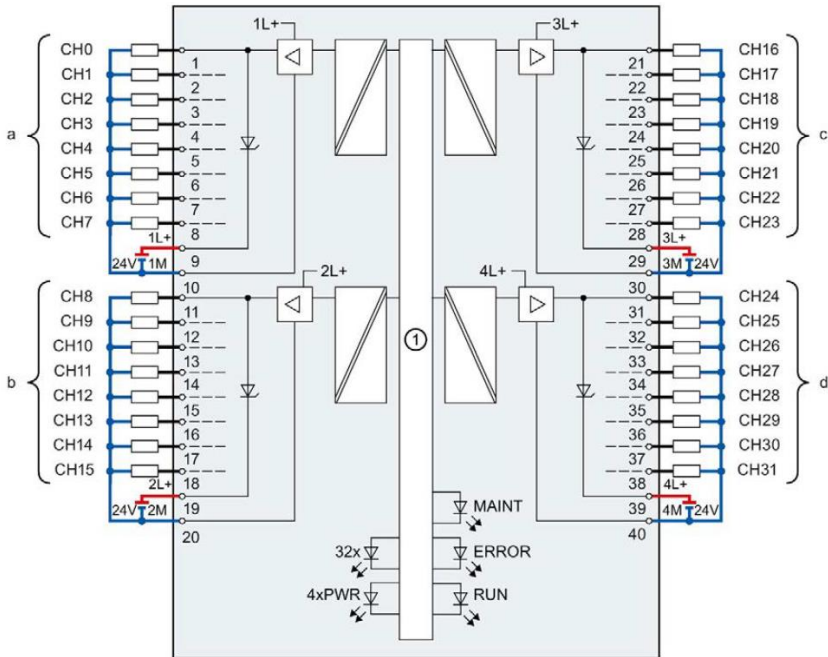 1L+ 3L+
CH0 CH16
1 21
CH1 CH17
2 22
CH2 CH18
3 23
CH3 CH19
a 4 24 c
CH4 CH20
5 25
CH5 CH21
6 26
CH6 CH22
7 27
CH7 CH23
8 28
1L+ 3L+
24V 1M 9 29 3M 24V
2L+ 4L+
CH8 10 30 CH24
CH9 11 31 CH25
CH10 12 32 CH26
CH11 13 1 33 CH27
b d
CH12 14 34 CH28
CH13 15 35 CH29
CH14 16 36 CH30
CH15 17 37 CH31
2L+ 18 38 4L+
24V 2M 19 39 4M 24V
20 40
MAINT
32x ERROR
4xPWR RUN